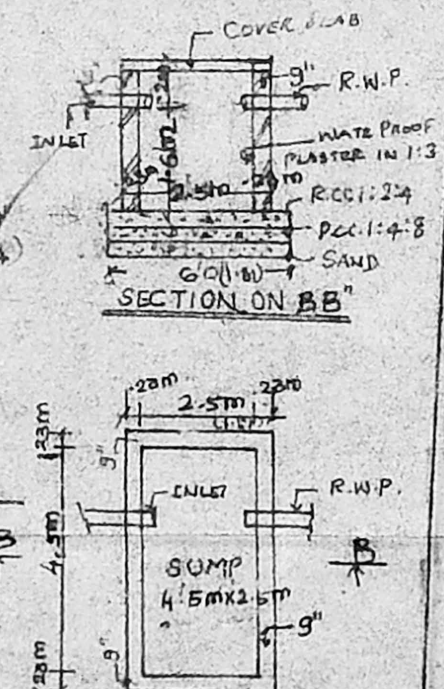 COVER SLAB
9"
R.W.P.
INLET
WATE PROOF
PLASTER IN 1:3
2.5m
R.C.C 1:2:4
P.C.C. 1:4:8
SAND
6'0(1.8)
SECTION ON BB"
.23m
.23m
2.5m
.23m
9"
INLET
R.W.P.
4.5m
SUMP
4.5mX2.5m
B
9"
9"
.23m